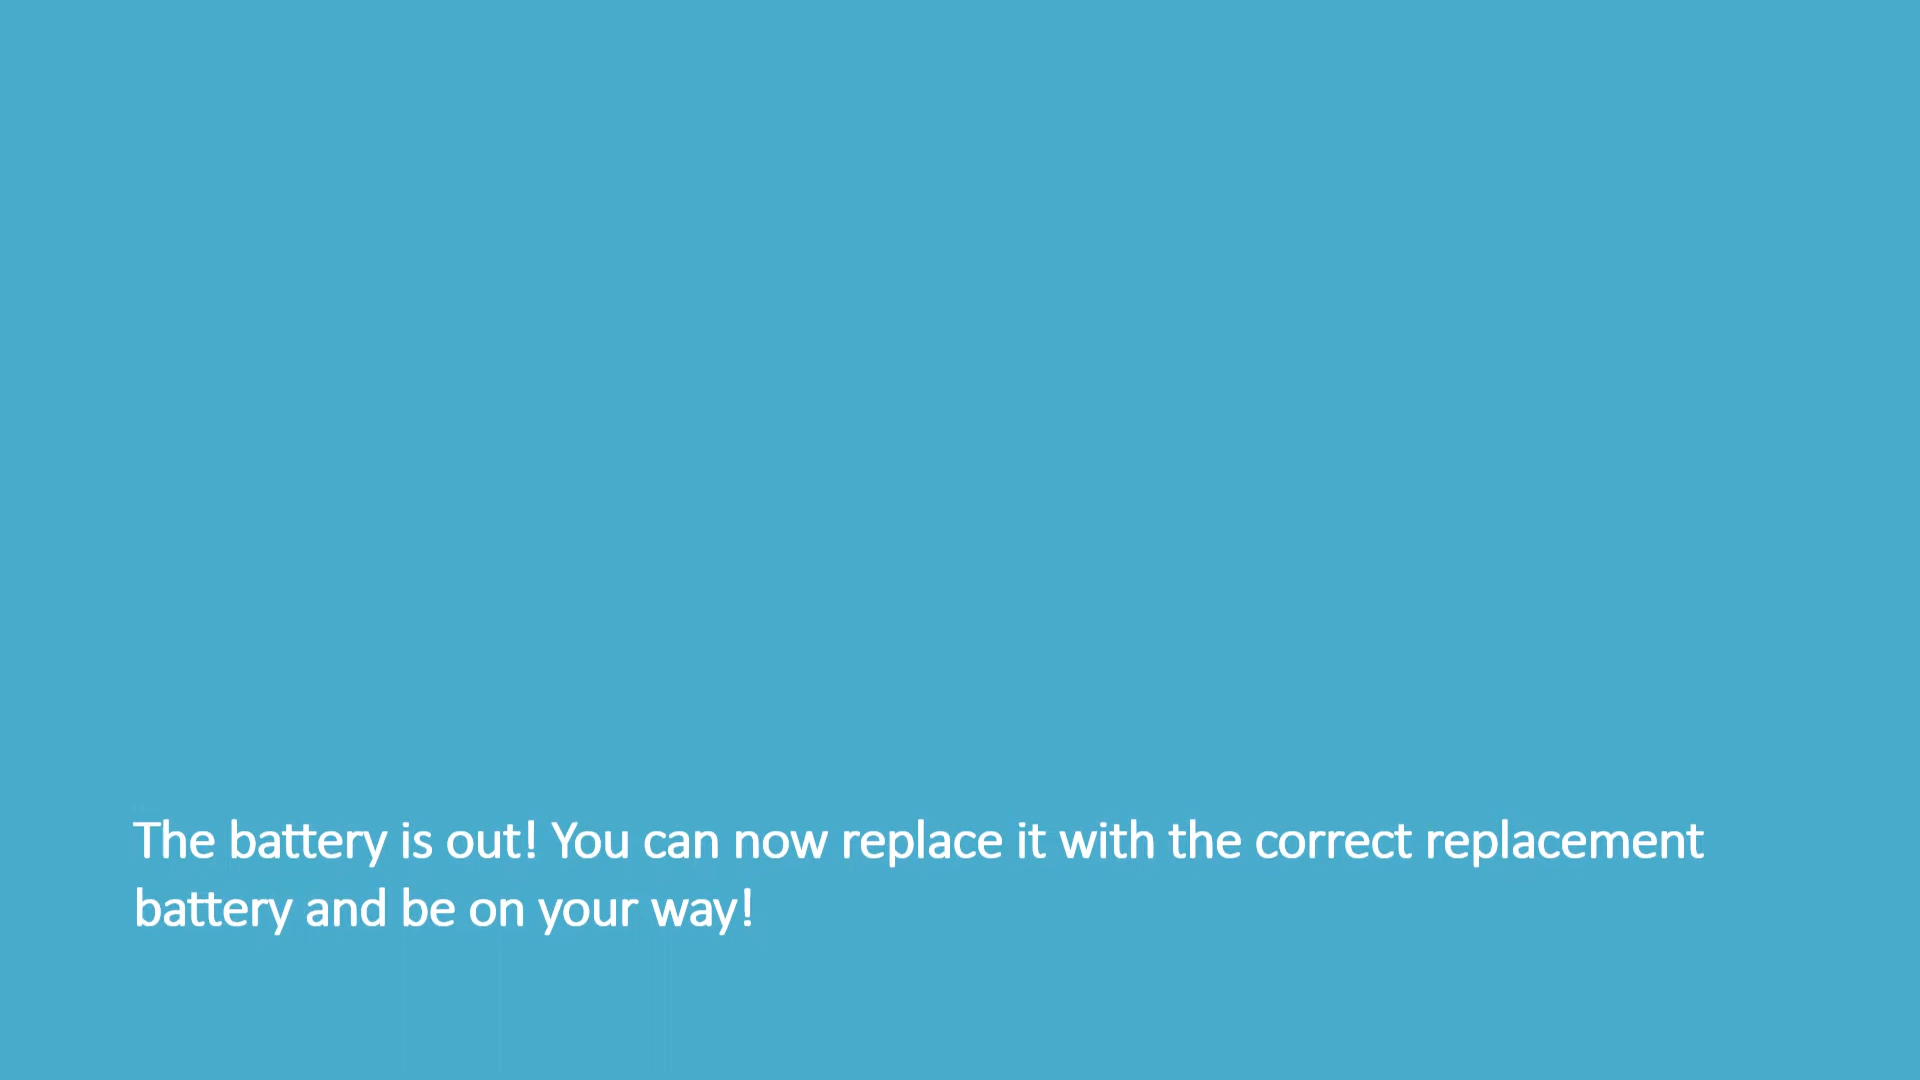 The battery is out! You can now replace it with the correct replacement
battery and be on your way!